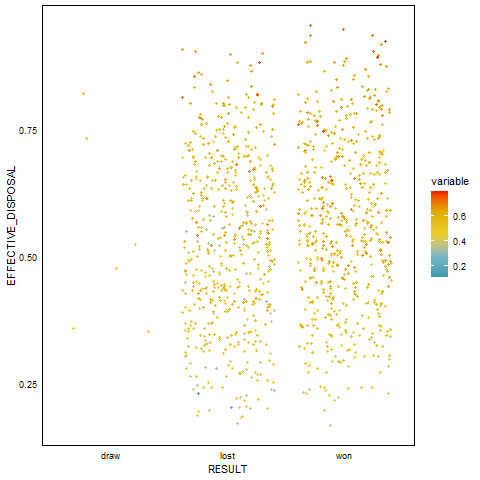 EFFECTIVE_DISPOSAL
0.75
0.50
0.25
draw lost won
RESULT
variable
0.6
0.4
0.2